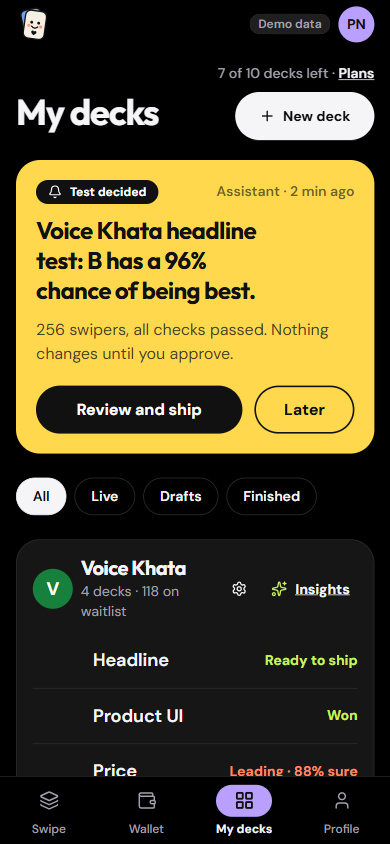 Demo data
PN
7 of 10 decks left · Plans
My decks
+ New deck
Test decided
Assistant · 2 min ago
Voice Khata headline
test: B has a 96%
chance of being best.
256 swipers, all checks passed. Nothing
changes until you approve.
Review and ship
Later
All
Live
Drafts
Finished
V
Voice Khata
4 decks · 118 on
waitlist
Insights
Headline
Ready to ship
Product UI
Won
Price
Leading · 88% sure
Swipe
Wallet
My decks
Profile